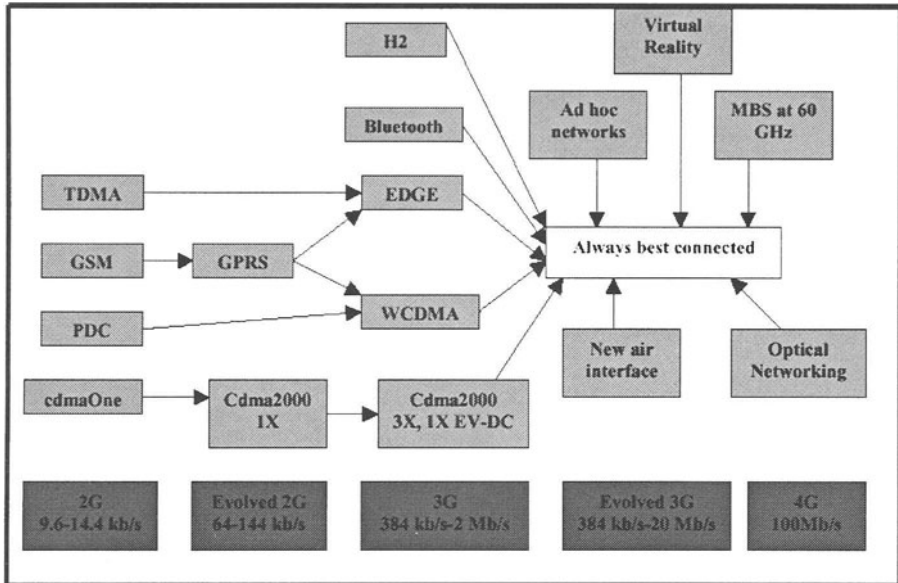 H2
Virtual
Reality
Ad hoc
networks
MBS at 60
GHz
Bluetooth
TDMA
EDGE
Always best connected
GSM
GPRS
WCDMA
PDC
New air
interface
Optical
Networking
cdmaOne
Cdma2000
1X
Cdma2000
3X, 1X EV-DC
2G
9.6-14.4 kb/s
Evolved 2G
64-144 kb/s
3G
384 kb/s-2 Mb/s
Evolved 3G
384 kb/s-20 Mb/s
4G
100Mb/s